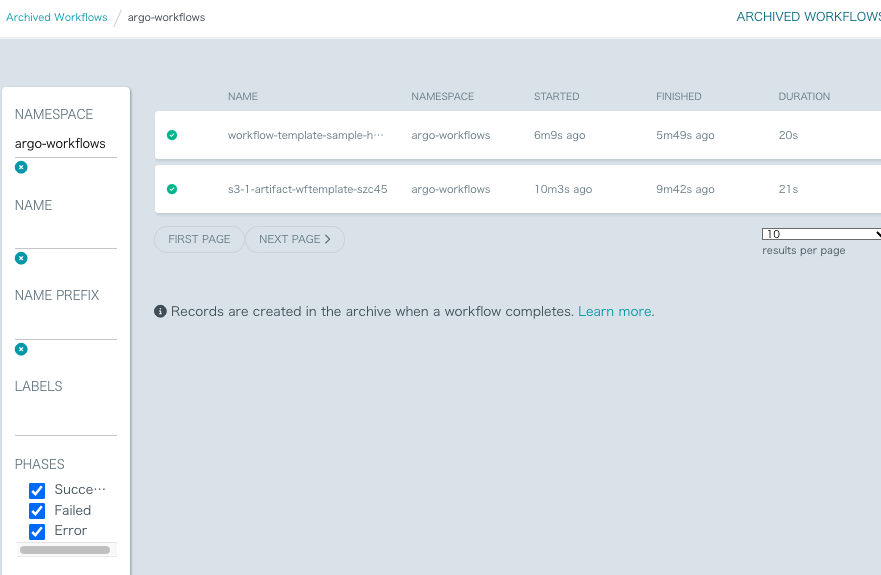 Archived Workflows / argo-workflows
ARCHIVED WORKFLOWS
NAMESPACE
argo-workflows
NAME
NAME PREFIX
LABELS
PHASES
Succe…
Failed
Error
NAME NAMESPACE STARTED FINISHED DURATION
workflow-template-sample-h… argo-workflows 6m9s ago 5m49s ago 20s
s3-1-artifact-wftemplate-szc45 argo-workflows 10m3s ago 9m42s ago 21s
FIRST PAGE NEXT PAGE
10
results per page
Records are created in the archive when a workflow completes. Learn more.